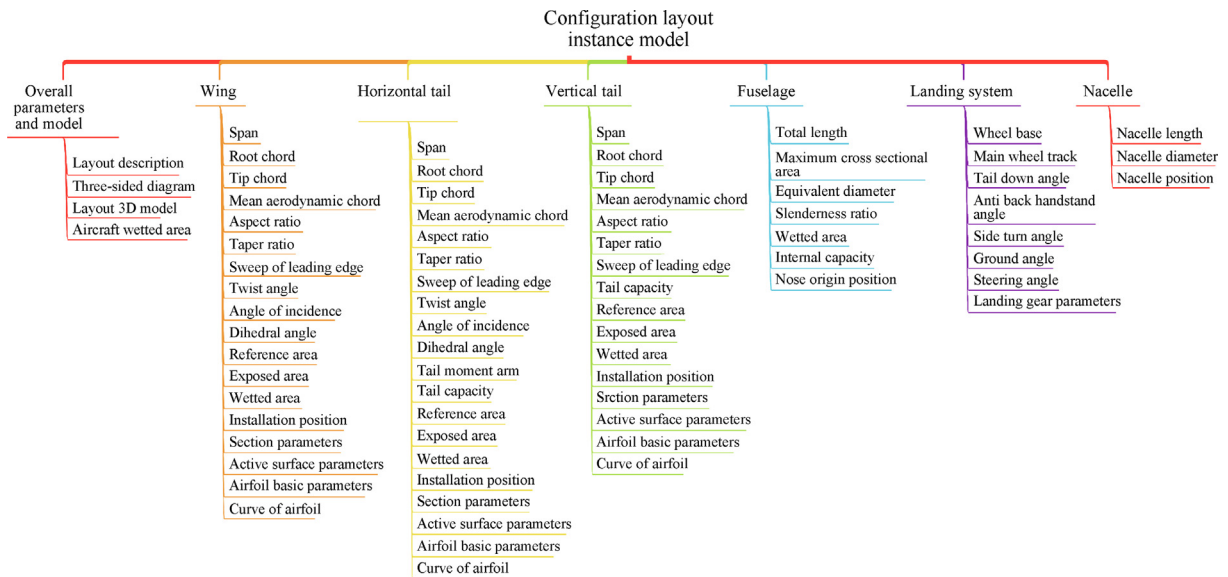 Configuration layout
instance model
Overall
parameters
and model
Layout description
Three-sided diagram
Layout 3D model
Aircraft wetted area
Wing
Span
Root chord
Tip chord
Mean aerodynamic chord
Aspect ratio
Taper ratio
Sweep of leading edge
Twist angle
Angle of incidence
Dihedral angle
Reference area
Exposed area
Wetted area
Installation position
Section parameters
Active surface parameters
Airfoil basic parameters
Curve of airfoil
Horizontal tail
Span
Root chord
Tip chord
Mean aerodynamic chord
Aspect ratio
Taper ratio
Sweep of leading edge
Twist angle
Angle of incidence
Dihedral angle
Tail moment arm
Tail capacity
Reference area
Exposed area
Wetted area
Installation position
Section parameters
Active surface parameters
Airfoil basic parameters
Curve of airfoil
Vertical tail
Span
Root chord
Tip chord
Mean aerodynamic chord
Aspect ratio
Taper ratio
Sweep of leading edge
Tail capacity
Reference area
Exposed area
Wetted area
Installation position
Srction parameters
Active surface parameters
Airfoil basic parameters
Curve of airfoil
Fuselage
Total length
Maximum cross sectional
area
Equivalent diameter
Slenderness ratio
Wetted area
Internal capacity
Nose origin position
Landing system
Wheel base
Main wheel track
Tail down angle
Anti back handstand
angle
Side turn angle
Ground angle
Steering angle
Landing gear parameters
Nacelle
Nacelle length
Nacelle diameter
Nacelle position